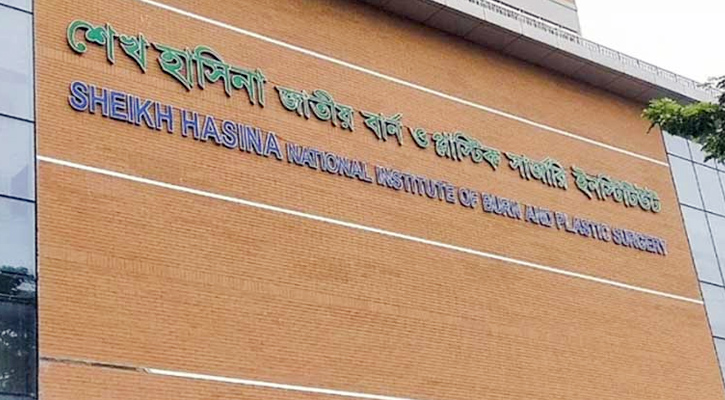 শেখ হাসিনা জাতীয় বার্ন ও প্লাস্টিক সার্জারি ইনস্টিটিউট
SHEIKH HASINA NATIONAL INSTITUTE OF BURN AND PLASTIC SURGERY